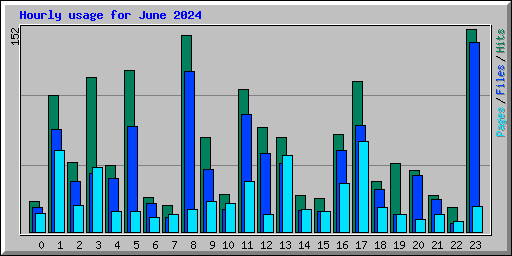 Hourly usage for June 2024
152
Pages/Files/Hits
0 1 2 3 4 5 6 7 8 9 10 11 12 13 14 15 16 17 18 19 20 21 22 23